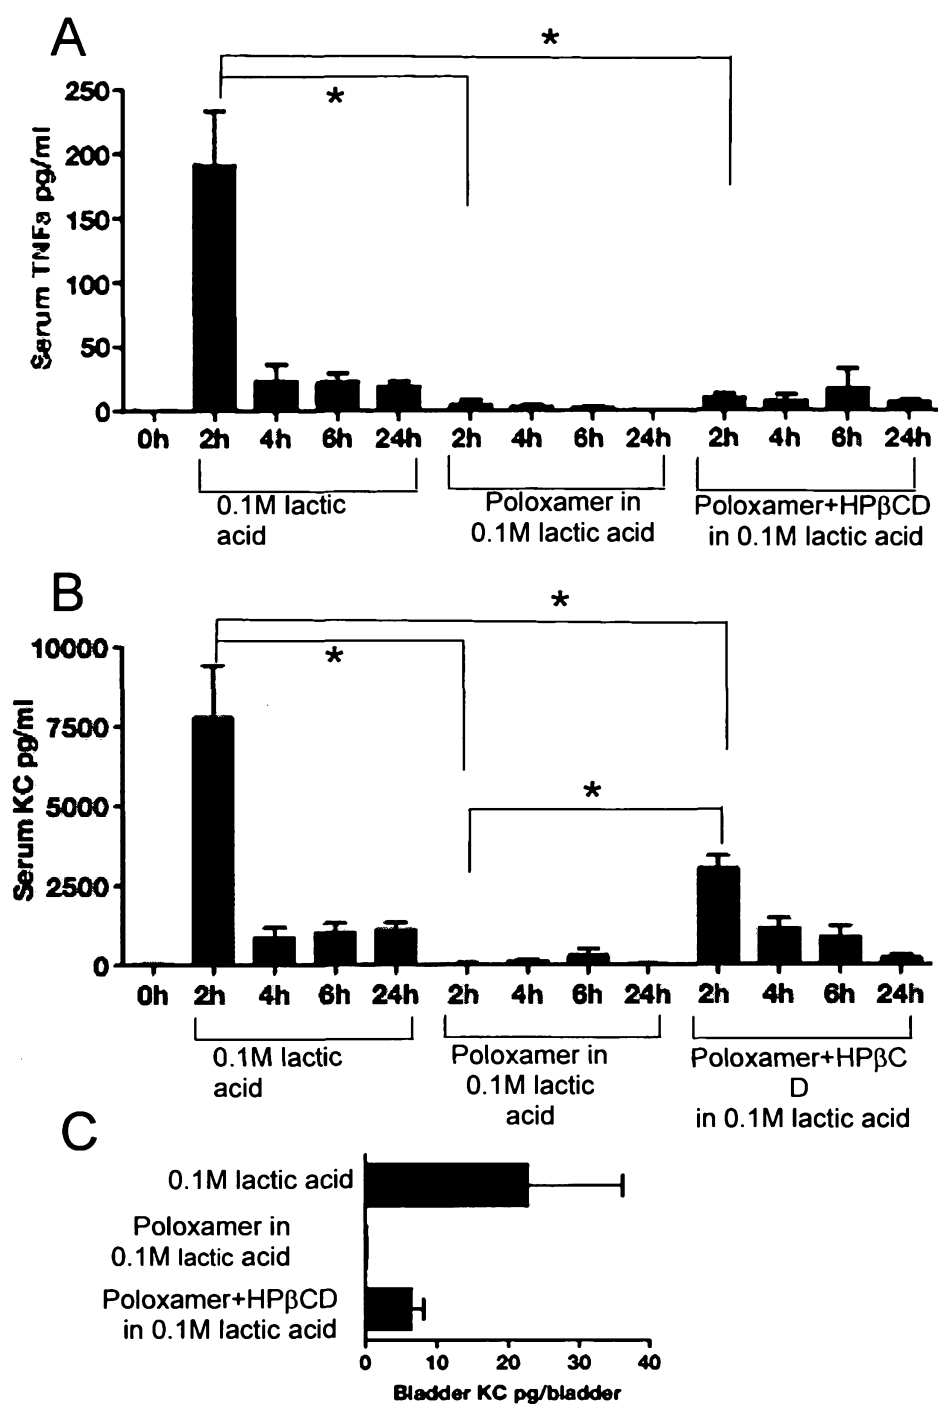 A
*
*
250
200
150
100
50
0
Serum TNFa pg/ml
0h 2h 4h 6h 24h 2h 4h 6h 24h 2h 4h 6h 24h
0.1M lactic
acid
Poloxamer in
0.1M lactic acid
Poloxamer+HPβCD
in 0.1M lactic acid
B
*
*
*
10000
7500
5000
2500
0
Serum KC pg/ml
0h 2h 4h 6h 24h 2h 4h 6h 24h 2h 4h 6h 24h
0.1M lactic
acid
Poloxamer in
0.1M lactic
acid
Poloxamer+HPβC
D
in 0.1M lactic acid
C
0.1M lactic acid
Poloxamer in
0.1M lactic acid
Poloxamer+HPβCD
in 0.1M lactic acid
0 10 20 30 40
Bladder KC pg/bladder